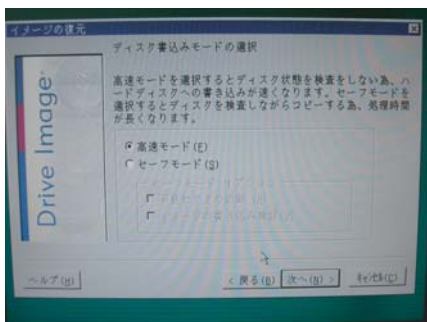 イメージの復元
ディスク書込みモードの選択
高速モードを選択するとディスク状態を検査をしない為、ハ
ードディスクへの書き込みが速くなります。セーフモードを
選択するとディスクを検査しながらコピーする為、処理時間
が長くなります。
高速モード(F)
セーフモード(S)
Drive Image
ヘルプ(H)
< 戻る(B)
次へ(N) >
キャンセル(C)